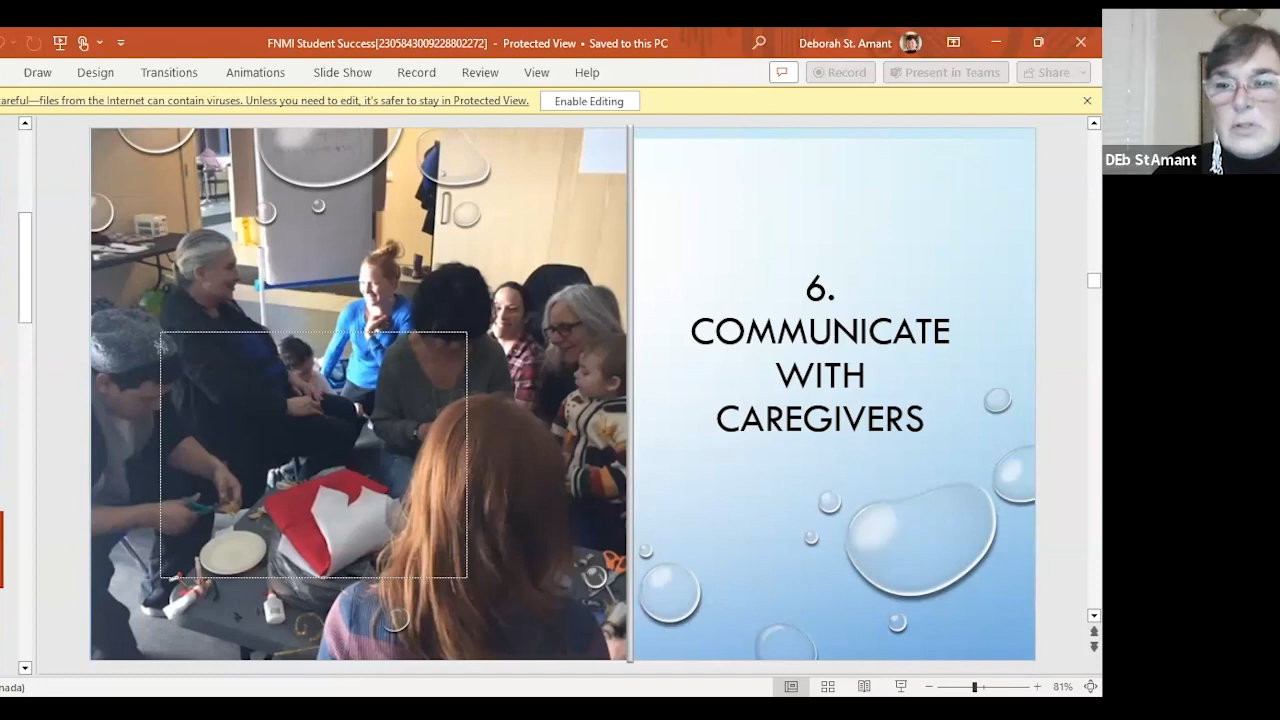 FNMI Student Success[2305843009228802272] - Protected View • Saved to this PC
Deborah St. Amant
Draw Design Transitions Animations Slide Show Record Review View Help
Record Present in Teams Share
areful—files from the Internet can contain viruses. Unless you need to edit, it's safer to stay in Protected View. Enable Editing
DEb StAmant
6.
COMMUNICATE
WITH
CAREGIVERS
nada)
81%